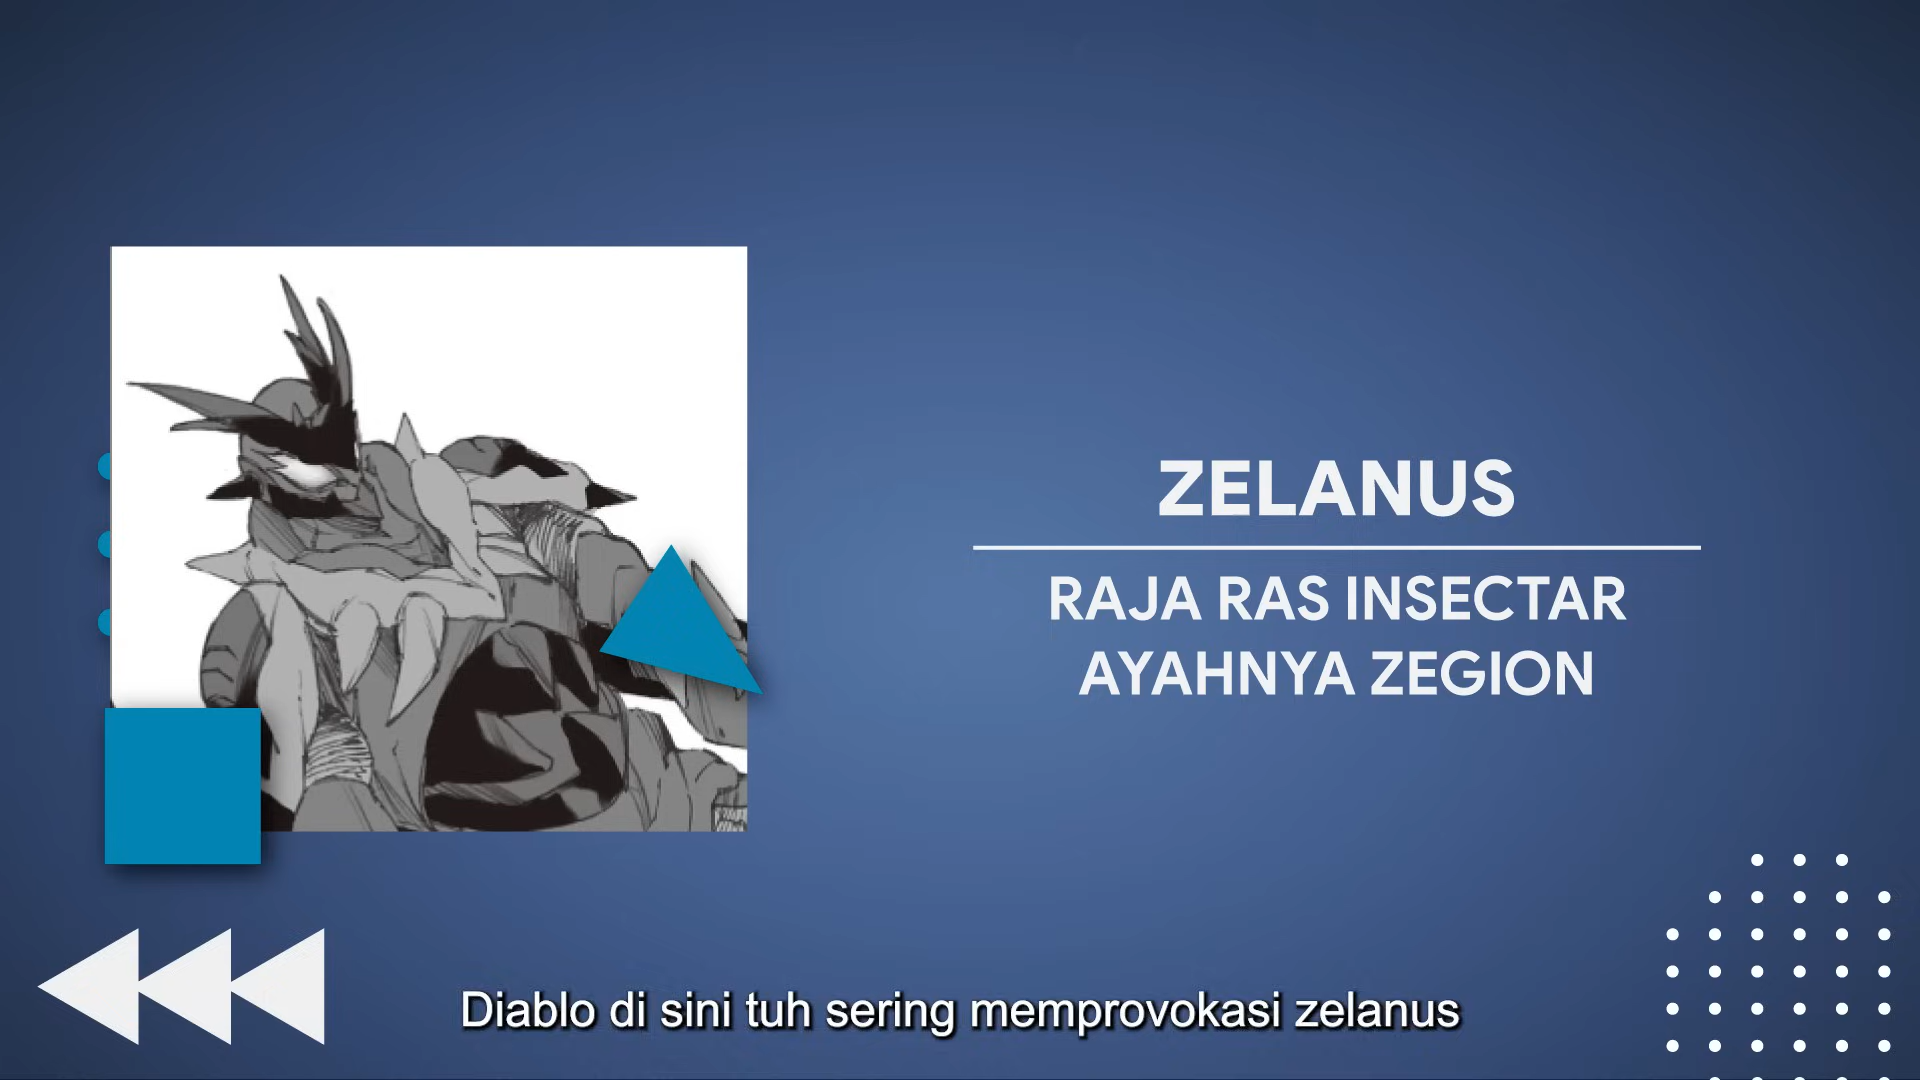 ZELANUS
RAJA RAS INSECTAR
AYAHNYA ZEGION
Diablo di sini tuh sering memprovokasi zelanus